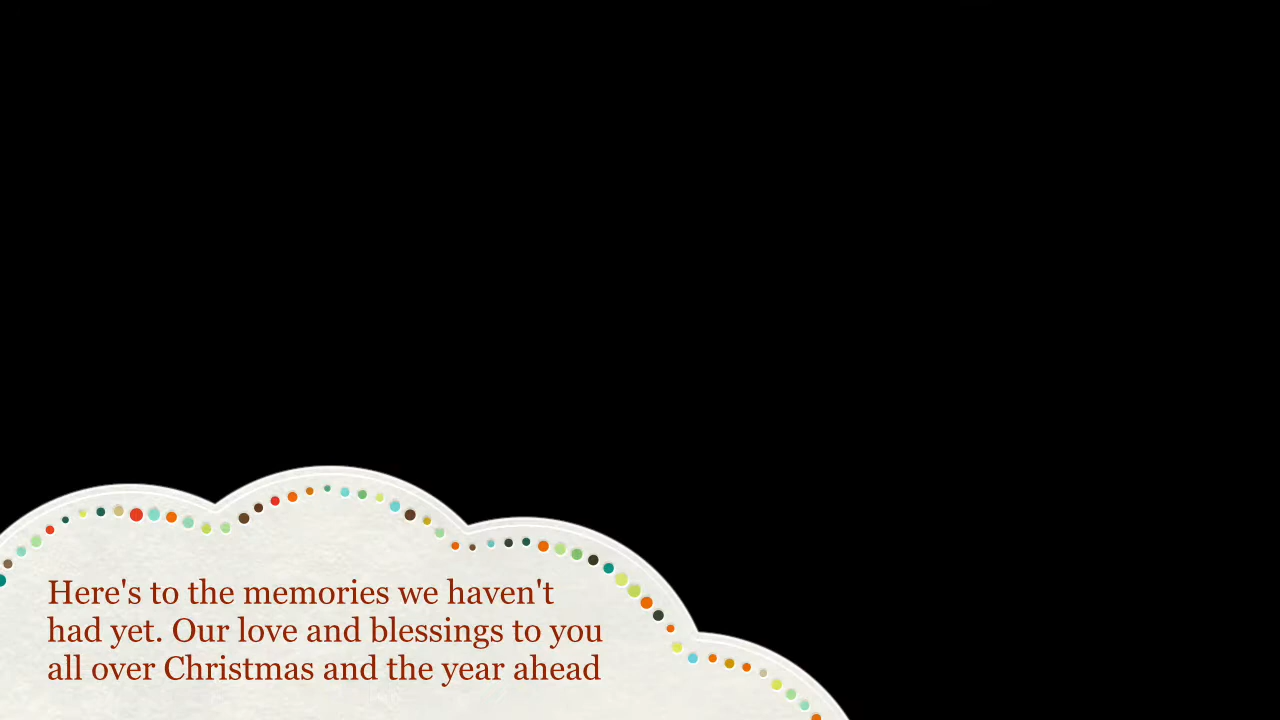 Here's to the memories we haven't
had yet. Our love and blessings to you
all over Christmas and the year ahead